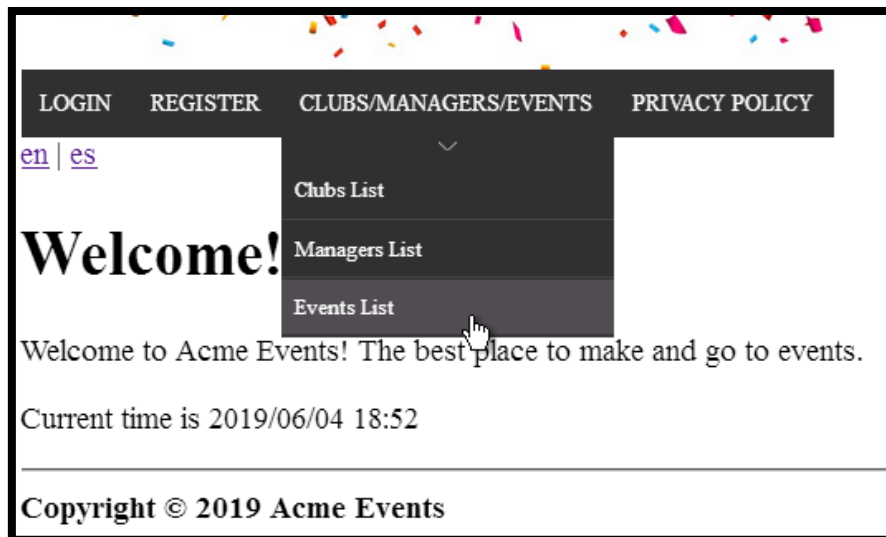 LOGIN REGISTER CLUBS/MANAGERS/EVENTS PRIVACY POLICY
en | es
Clubs List
Managers List
Events List
Welcome!
Welcome to Acme Events! The best place to make and go to events.
Current time is 2019/06/04 18:52
Copyright © 2019 Acme Events